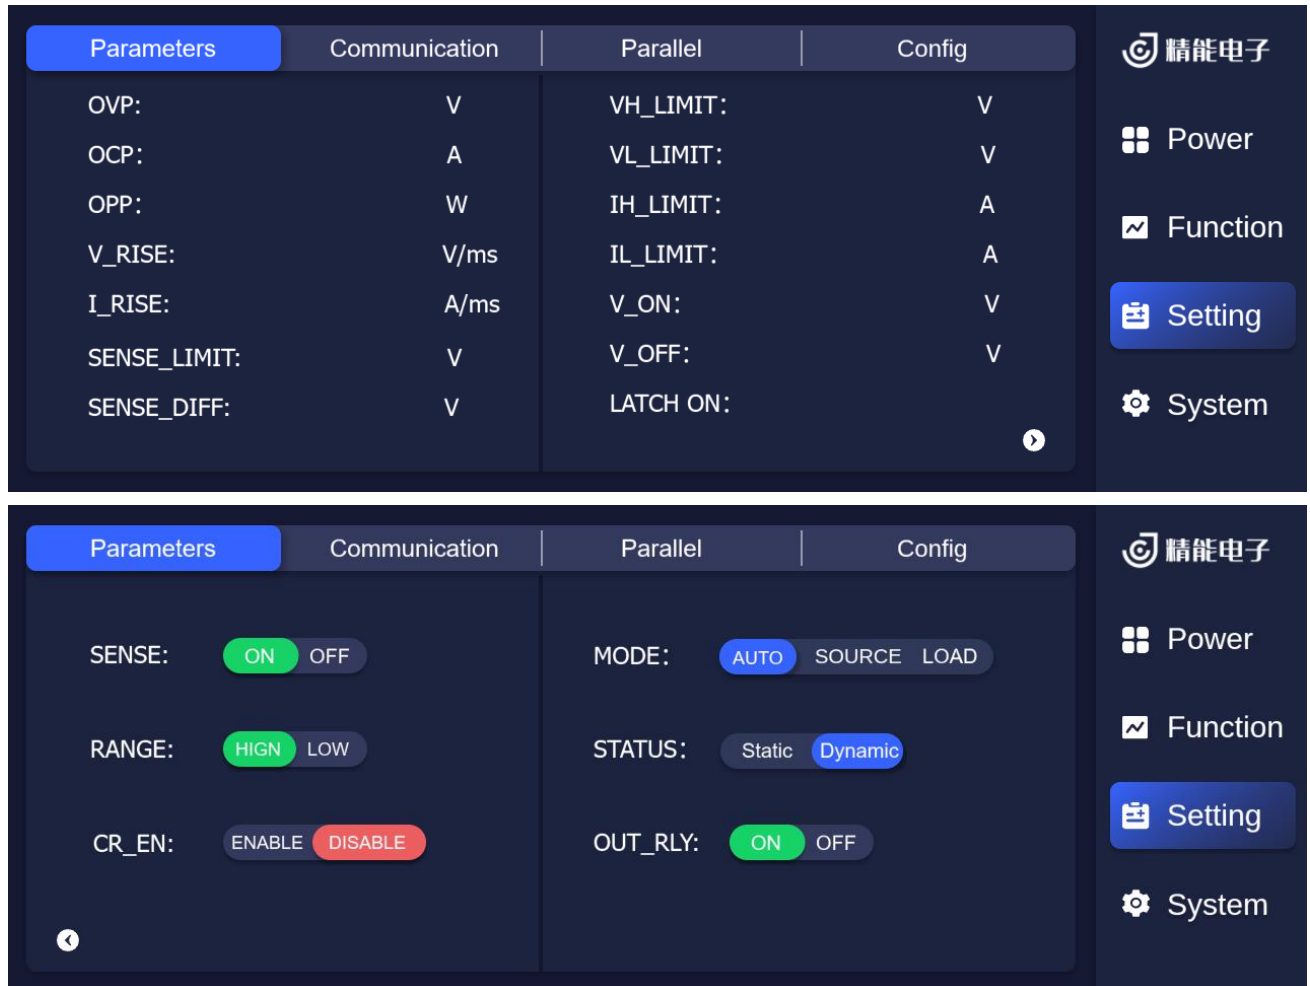 Parameters Communication Parallel Config
精能电子
OVP: V VH_LIMIT: V
OCP: A VL_LIMIT: V
OPP: W IH_LIMIT: A
V_RISE: V/ms IL_LIMIT: A
I_RISE: A/ms V_ON: V
SENSE_LIMIT: V V_OFF: V
SENSE_DIFF: V LATCH ON:
Power
Function
Setting
System
Parameters Communication Parallel Config
精能电子
SENSE: ON OFF MODE: AUTO SOURCE LOAD
RANGE: HIGN LOW STATUS: Static Dynamic
CR_EN: ENABLE DISABLE OUT_RLY: ON OFF
Power
Function
Setting
System